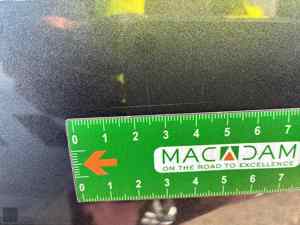 0 1 2 3 4 5 6 7
MACADAM
ON THE ROAD TO EXCELLENCE
0 1 2 3 4 5 6 7